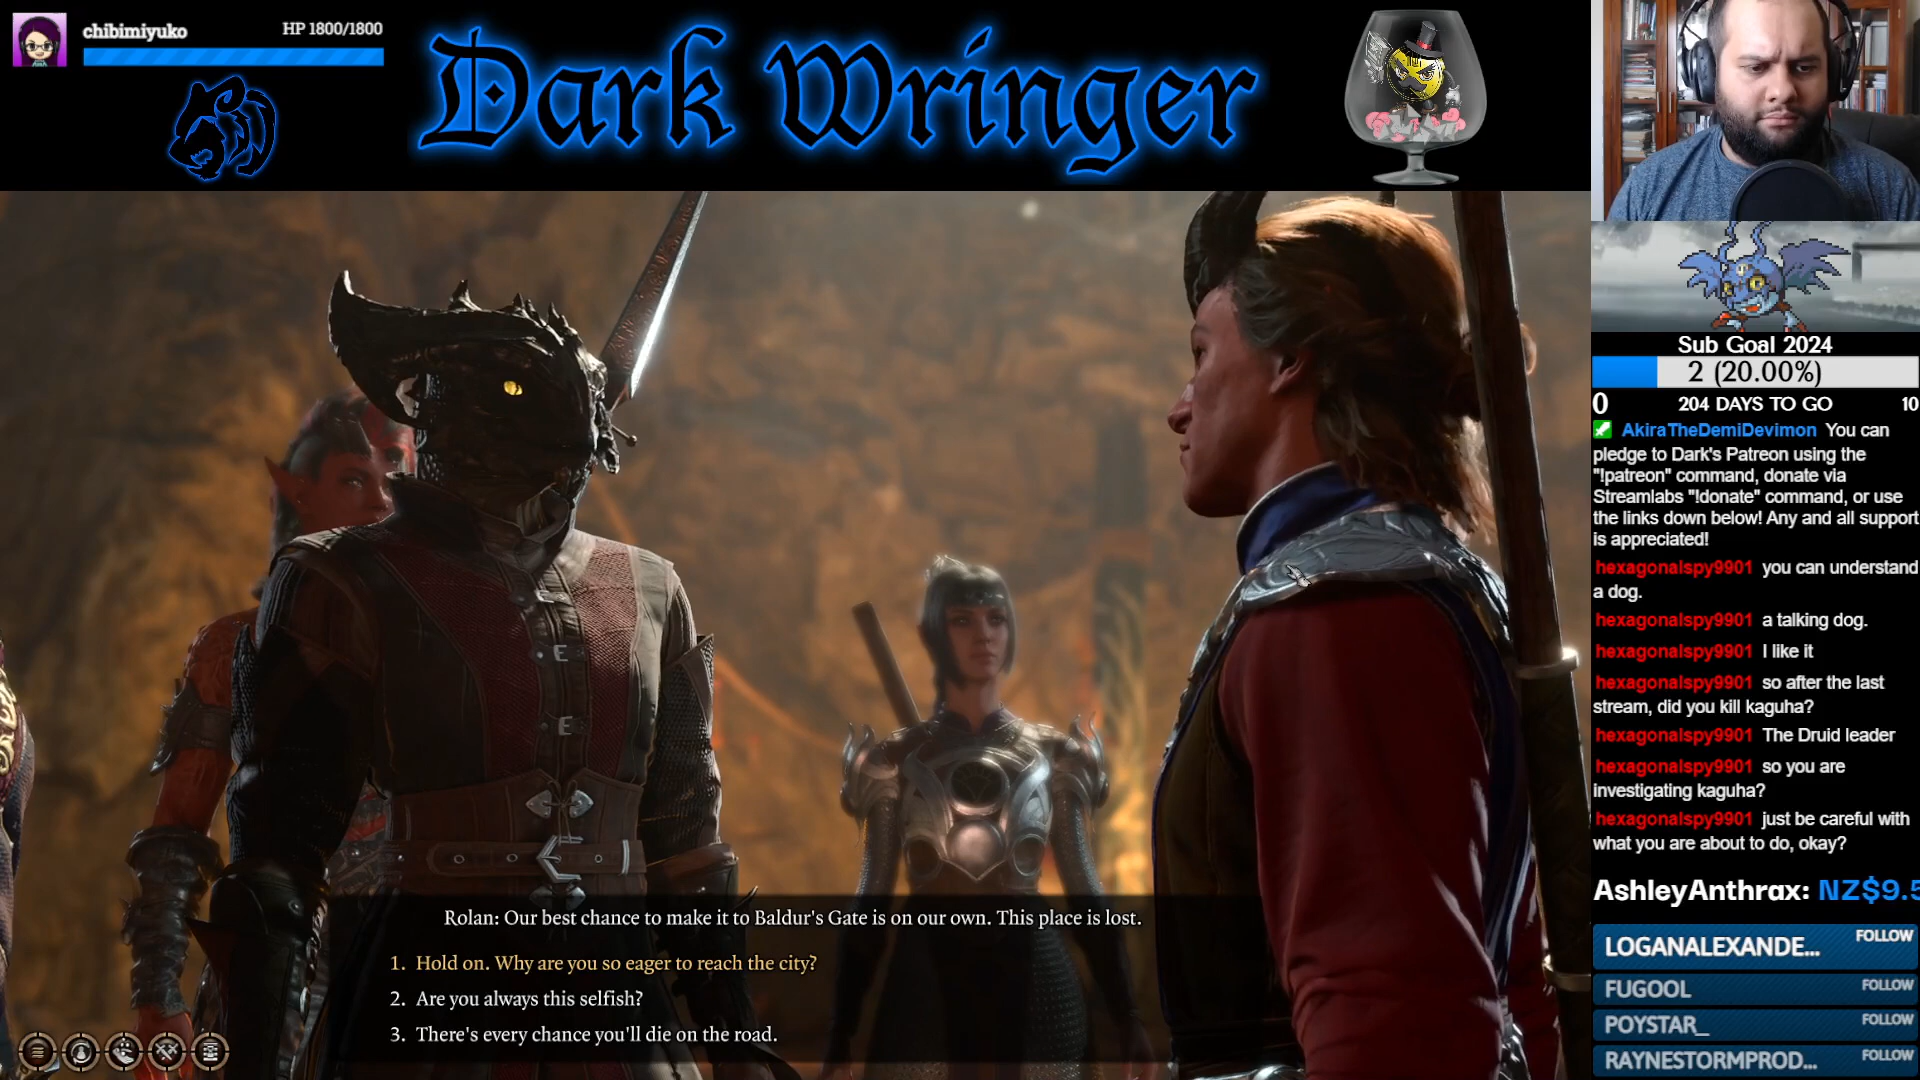 chibimiyuko
HP 1800/1800
Dark Wringer
Sub Goal 2024
2 (20.00%)
0
204 DAYS TO GO
10
AkiraTheDemiDevimon You can
pledge to Dark's Patreon using the
"!patreon" command, donate via
Streamlabs "!donate" command, or use
the links down below! Any and all support
is appreciated!
hexagonalspy9901 you can understand
a dog.
hexagonalspy9901 a talking dog.
hexagonalspy9901 I like it
hexagonalspy9901 so after the last
stream, did you kill kaguha?
hexagonalspy9901 The Druid leader
hexagonalspy9901 so you are
investigating kaguha?
hexagonalspy9901 just be careful with
what you are about to do, okay?
AshleyAnthrax: NZ$9.5
LOGANALEXANDE... FOLLOW
FUGOOL FOLLOW
POYSTAR_ FOLLOW
RAYNESTORMPROD... FOLLOW
Rolan: Our best chance to make it to Baldur's Gate is on our own. This place is lost.
1. Hold on. Why are you so eager to reach the city?
2. Are you always this selfish?
3. There's every chance you'll die on the road.